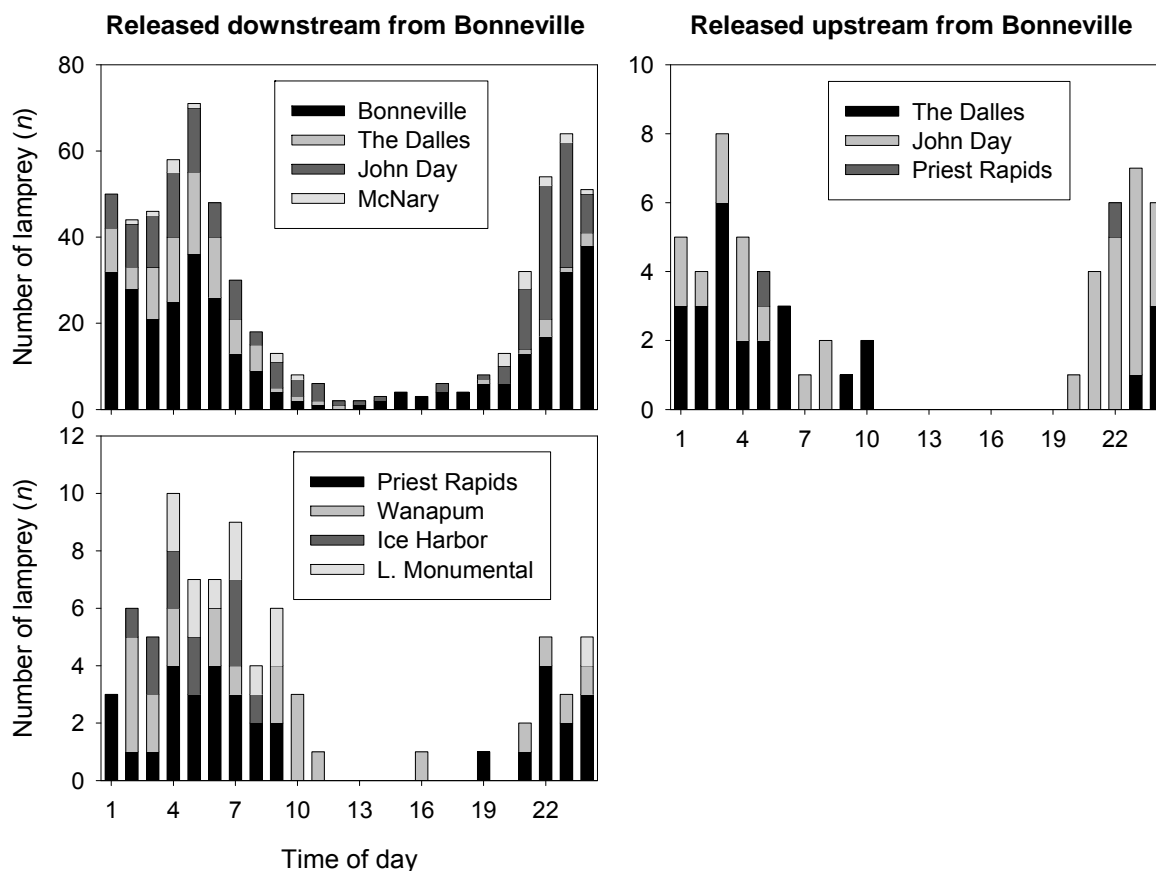 Released downstream from Bonneville
Released upstream from Bonneville
Number of lamprey (n)
80
60
40
20
0
Bonneville
The Dalles
John Day
McNary
10
8
6
4
2
0
The Dalles
John Day
Priest Rapids
1 4 7 10 13 16 19 22
Number of lamprey (n)
12
10
8
6
4
2
0
Priest Rapids
Wanapum
Ice Harbor
L. Monumental
1 4 7 10 13 16 19 22
Time of day